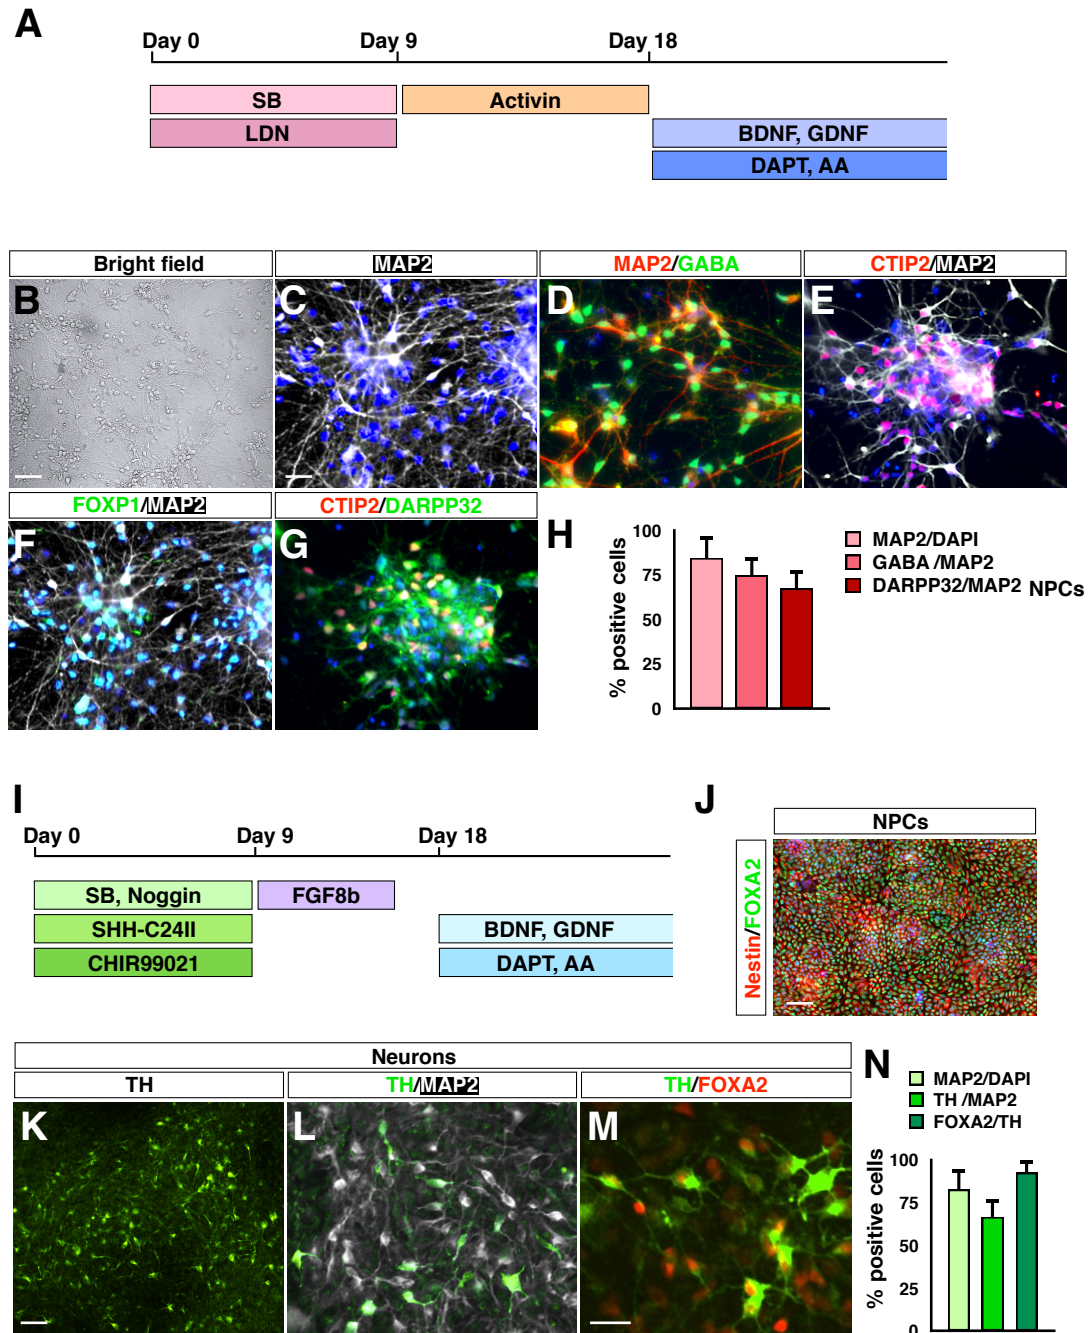 A
Day 0 Day 9 Day 18
SB Activin
LDN BDNF, GDNF
DAPT, AA
Bright field MAP2 MAP2/GABA CTIP2/MAP2
B C D E
FOXP1/MAP2 CTIP2/DARPP32
F G H
% positive cells
100
75
50
25
0
MAP2/DAPI
GABA /MAP2
DARPP32/MAP2 NPCs
I
Day 0 Day 9 Day 18
SB, Noggin FGF8b
SHH-C24II BDNF, GDNF
CHIR99021 DAPT, AA
J
NPCs
Nestin/FOXA2
Neurons
TH TH/MAP2 TH/FOXA2
K L M
N
MAP2/DAPI
TH /MAP2
FOXA2/TH
% positive cells
100
75
50
25
0